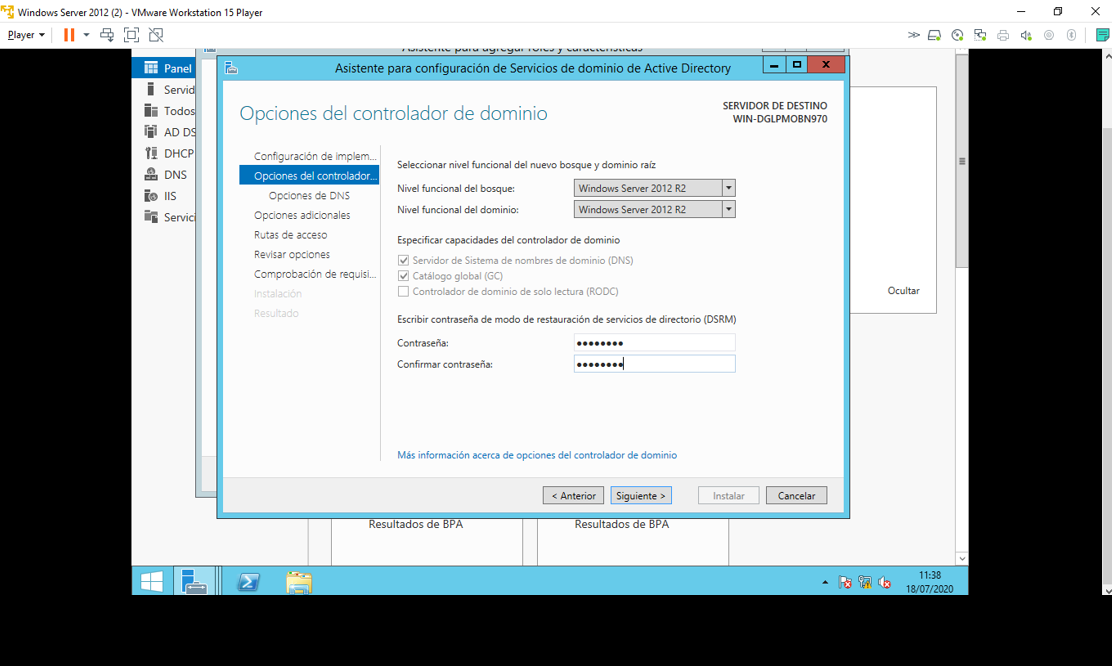 Windows Server 2012 (2) - VMware Workstation 15 Player
Player
Asistente para agregar roles y características
Asistente para configuración de Servicios de dominio de Active Directory
Panel
Servid
Todos
AD DS
DHCP
DNS
IIS
Servici
Opciones del controlador de dominio
SERVIDOR DE DESTINO
WIN-DGLPMOBN970
Configuración de implem...
Opciones del controlador...
Opciones de DNS
Opciones adicionales
Rutas de acceso
Revisar opciones
Comprobación de requisi...
Instalación
Resultado
Seleccionar nivel funcional del nuevo bosque y dominio raíz
Nivel funcional del bosque: Windows Server 2012 R2
Nivel funcional del dominio: Windows Server 2012 R2
Especificar capacidades del controlador de dominio
Servidor de Sistema de nombres de dominio (DNS)
Catálogo global (GC)
Controlador de dominio de solo lectura (RODC)
Escribir contraseña de modo de restauración de servicios de directorio (DSRM)
Contraseña: ••••••••
Confirmar contraseña: ••••••••
Más información acerca de opciones del controlador de dominio
< Anterior Siguiente > Instalar Cancelar
Ocultar
Resultados de BPA Resultados de BPA
11:38
18/07/2020